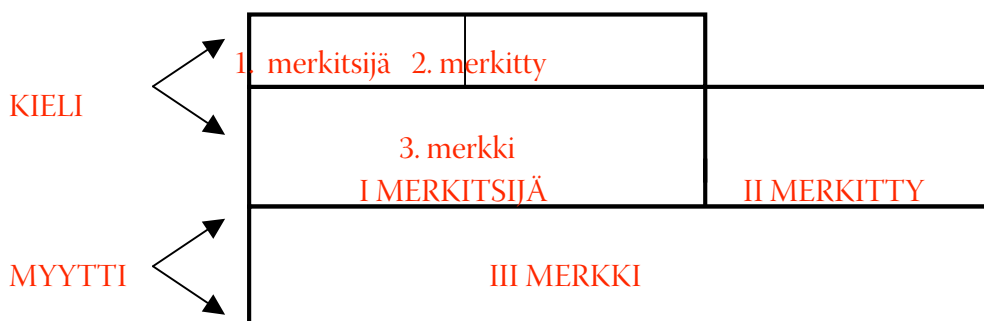 1. merkitsijä 2. merkitty
KIELI
3. merkki
I MERKITSIJÄ II MERKITTY
MYYTTI III MERKKI